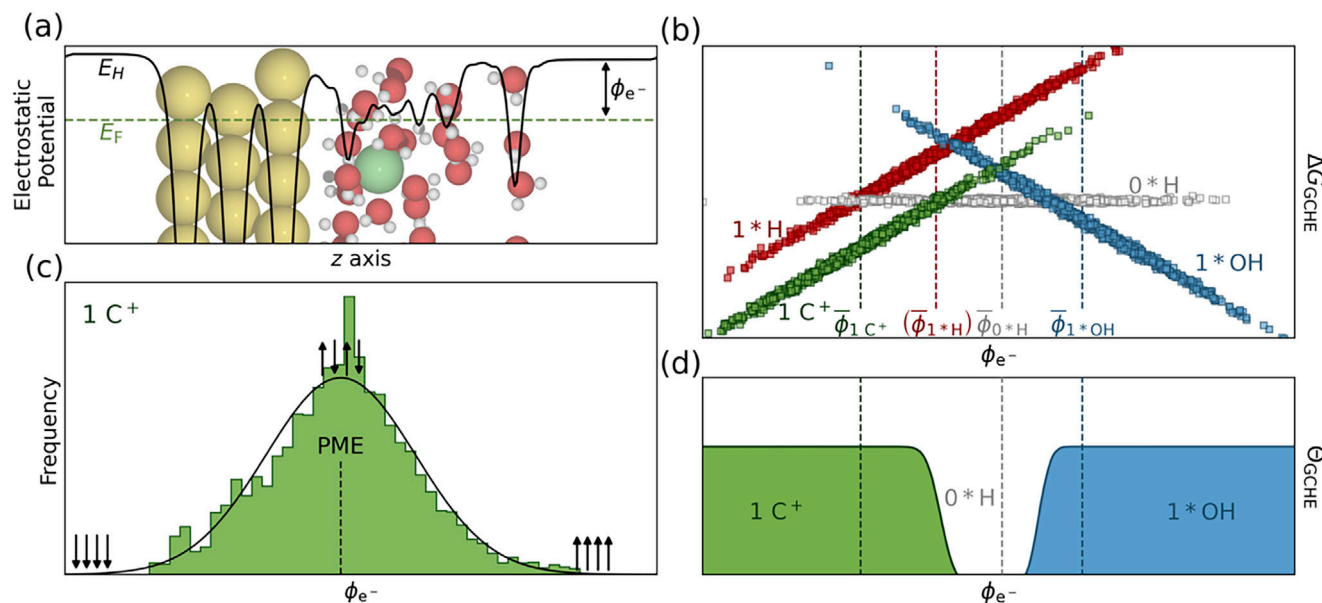 (a)
E_H
ϕ_e⁻
E_F
Electrostatic
Potential
z axis
(b)
0*H
1*H
1*OH
1 C⁺
ϕ̅_1 C⁺
(ϕ̅_1*H)
ϕ̅_0*H
ϕ̅_1*OH
ΔG_GCHE
ϕ_e⁻
(c)
1 C⁺
PME
Frequency
ϕ_e⁻
(d)
1 C⁺
0*H
1*OH
Θ_GCHE
ϕ_e⁻